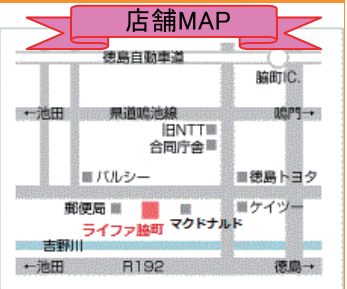 店舗MAP
徳島自動車道
脇町IC.
←池田 県道鳴池線 鳴門→
旧NTT
合同庁舎
パルシー 徳島トヨタ
郵便局 ケイツー
ライファ脇町 マクドナルド
吉野川
←池田 R192 徳島→